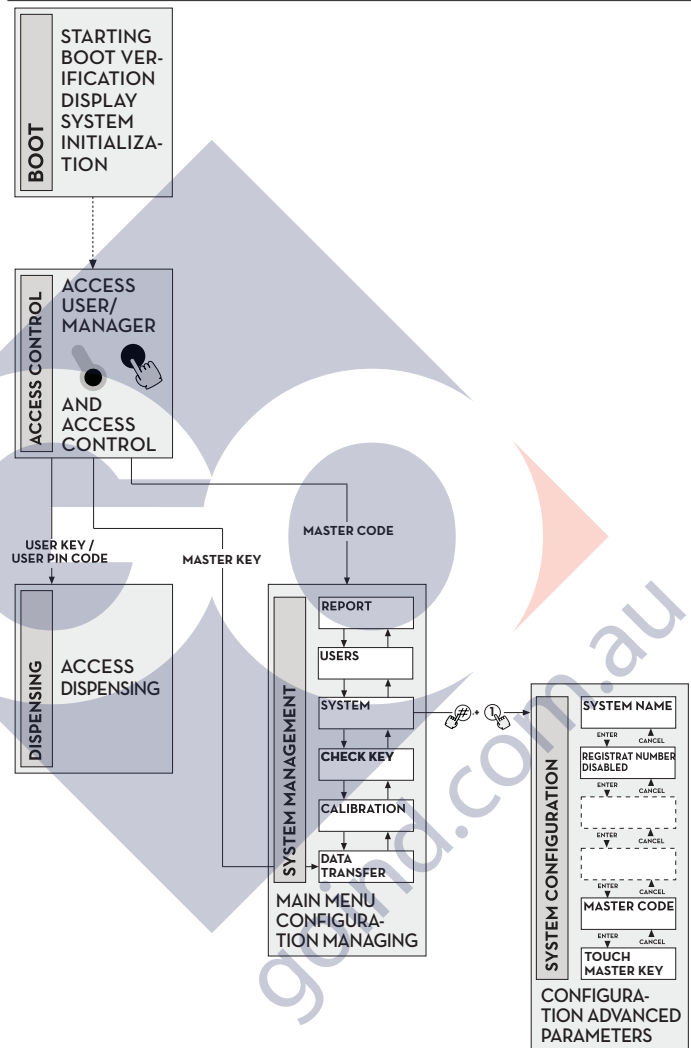 BOOT
STARTING
BOOT VER-
IFICATION
DISPLAY
SYSTEM
INITIALIZA-
TION
ACCESS CONTROL
ACCESS
USER/
MANAGER
AND
ACCESS
CONTROL
USER KEY /
USER PIN CODE
MASTER KEY
MASTER CODE
DISPENSING
ACCESS
DISPENSING
SYSTEM MANAGEMENT
REPORT
USERS
SYSTEM
CHECK KEY
CALIBRATION
DATA
TRANSFER
MAIN MENU
CONFIGURA-
TION MANAGING
# + 1
SYSTEM CONFIGURATION
SYSTEM NAME
ENTER CANCEL
REGISTRAT NUMBER
DISABLED
ENTER CANCEL
ENTER CANCEL
ENTER CANCEL
MASTER CODE
ENTER CANCEL
TOUCH
MASTER KEY
CONFIGURA-
TION ADVANCED
PARAMETERS
goind.com.au